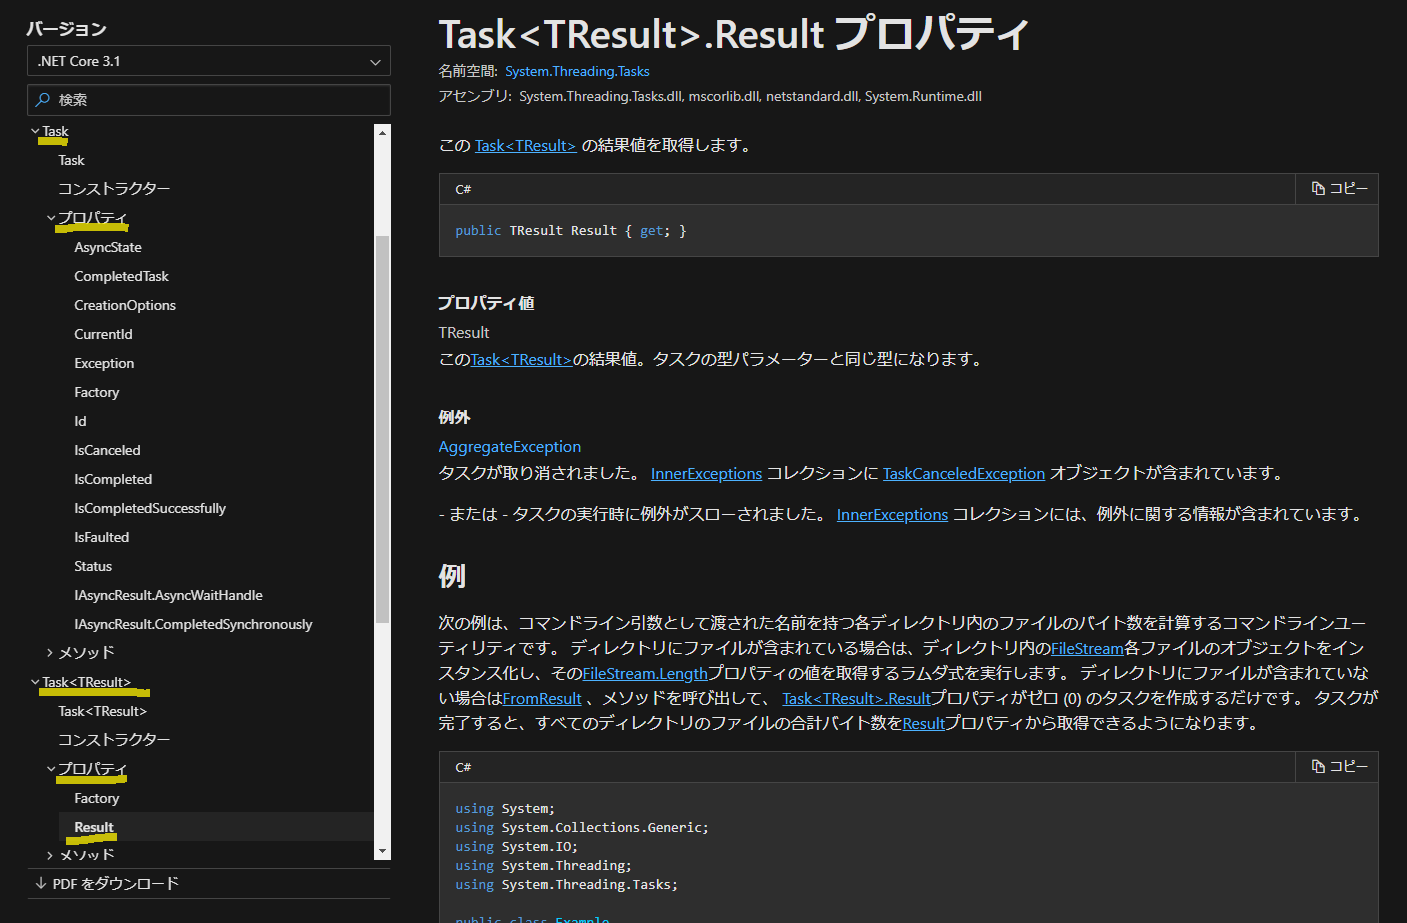 バージョン
.NET Core 3.1
検索
Task
Task
コンストラクター
プロパティ
AsyncState
CompletedTask
CreationOptions
CurrentId
Exception
Factory
Id
IsCanceled
IsCompleted
IsCompletedSuccessfully
IsFaulted
Status
IAsyncResult.AsyncWaitHandle
IAsyncResult.CompletedSynchronously
メソッド
Task<TResult>
Task<TResult>
コンストラクター
プロパティ
Factory
Result
メソッド
PDF をダウンロード
Task<TResult>.Result プロパティ
名前空間: System.Threading.Tasks
アセンブリ: System.Threading.Tasks.dll, mscorlib.dll, netstandard.dll, System.Runtime.dll
この Task<TResult> の結果値を取得します。
C#
コピー
public TResult Result { get; }
プロパティ値
TResult
このTask<TResult>の結果値。タスクの型パラメーターと同じ型になります。
例外
AggregateException
タスクが取り消されました。 InnerExceptions コレクションに TaskCanceledException オブジェクトが含まれています。
- または - タスクの実行時に例外がスローされました。 InnerExceptions コレクションには、例外に関する情報が含まれています。
例
次の例は、コマンドライン引数として渡された名前を持つ各ディレクトリ内のファイルのバイト数を計算するコマンドラインユー
ティリティです。 ディレクトリにファイルが含まれている場合は、ディレクトリ内のFileStream各ファイルのオブジェクトをイン
スタンス化し、そのFileStream.Lengthプロパティの値を取得するラムダ式を実行します。 ディレクトリにファイルが含まれていな
い場合はFromResult 、メソッドを呼び出して、 Task<TResult>.Resultプロパティがゼロ (0) のタスクを作成するだけです。 タスクが
完了すると、すべてのディレクトリのファイルの合計バイト数をResultプロパティから取得できるようになります。
C#
コピー
using System;
using System.Collections.Generic;
using System.IO;
using System.Threading;
using System.Threading.Tasks;
public class Example